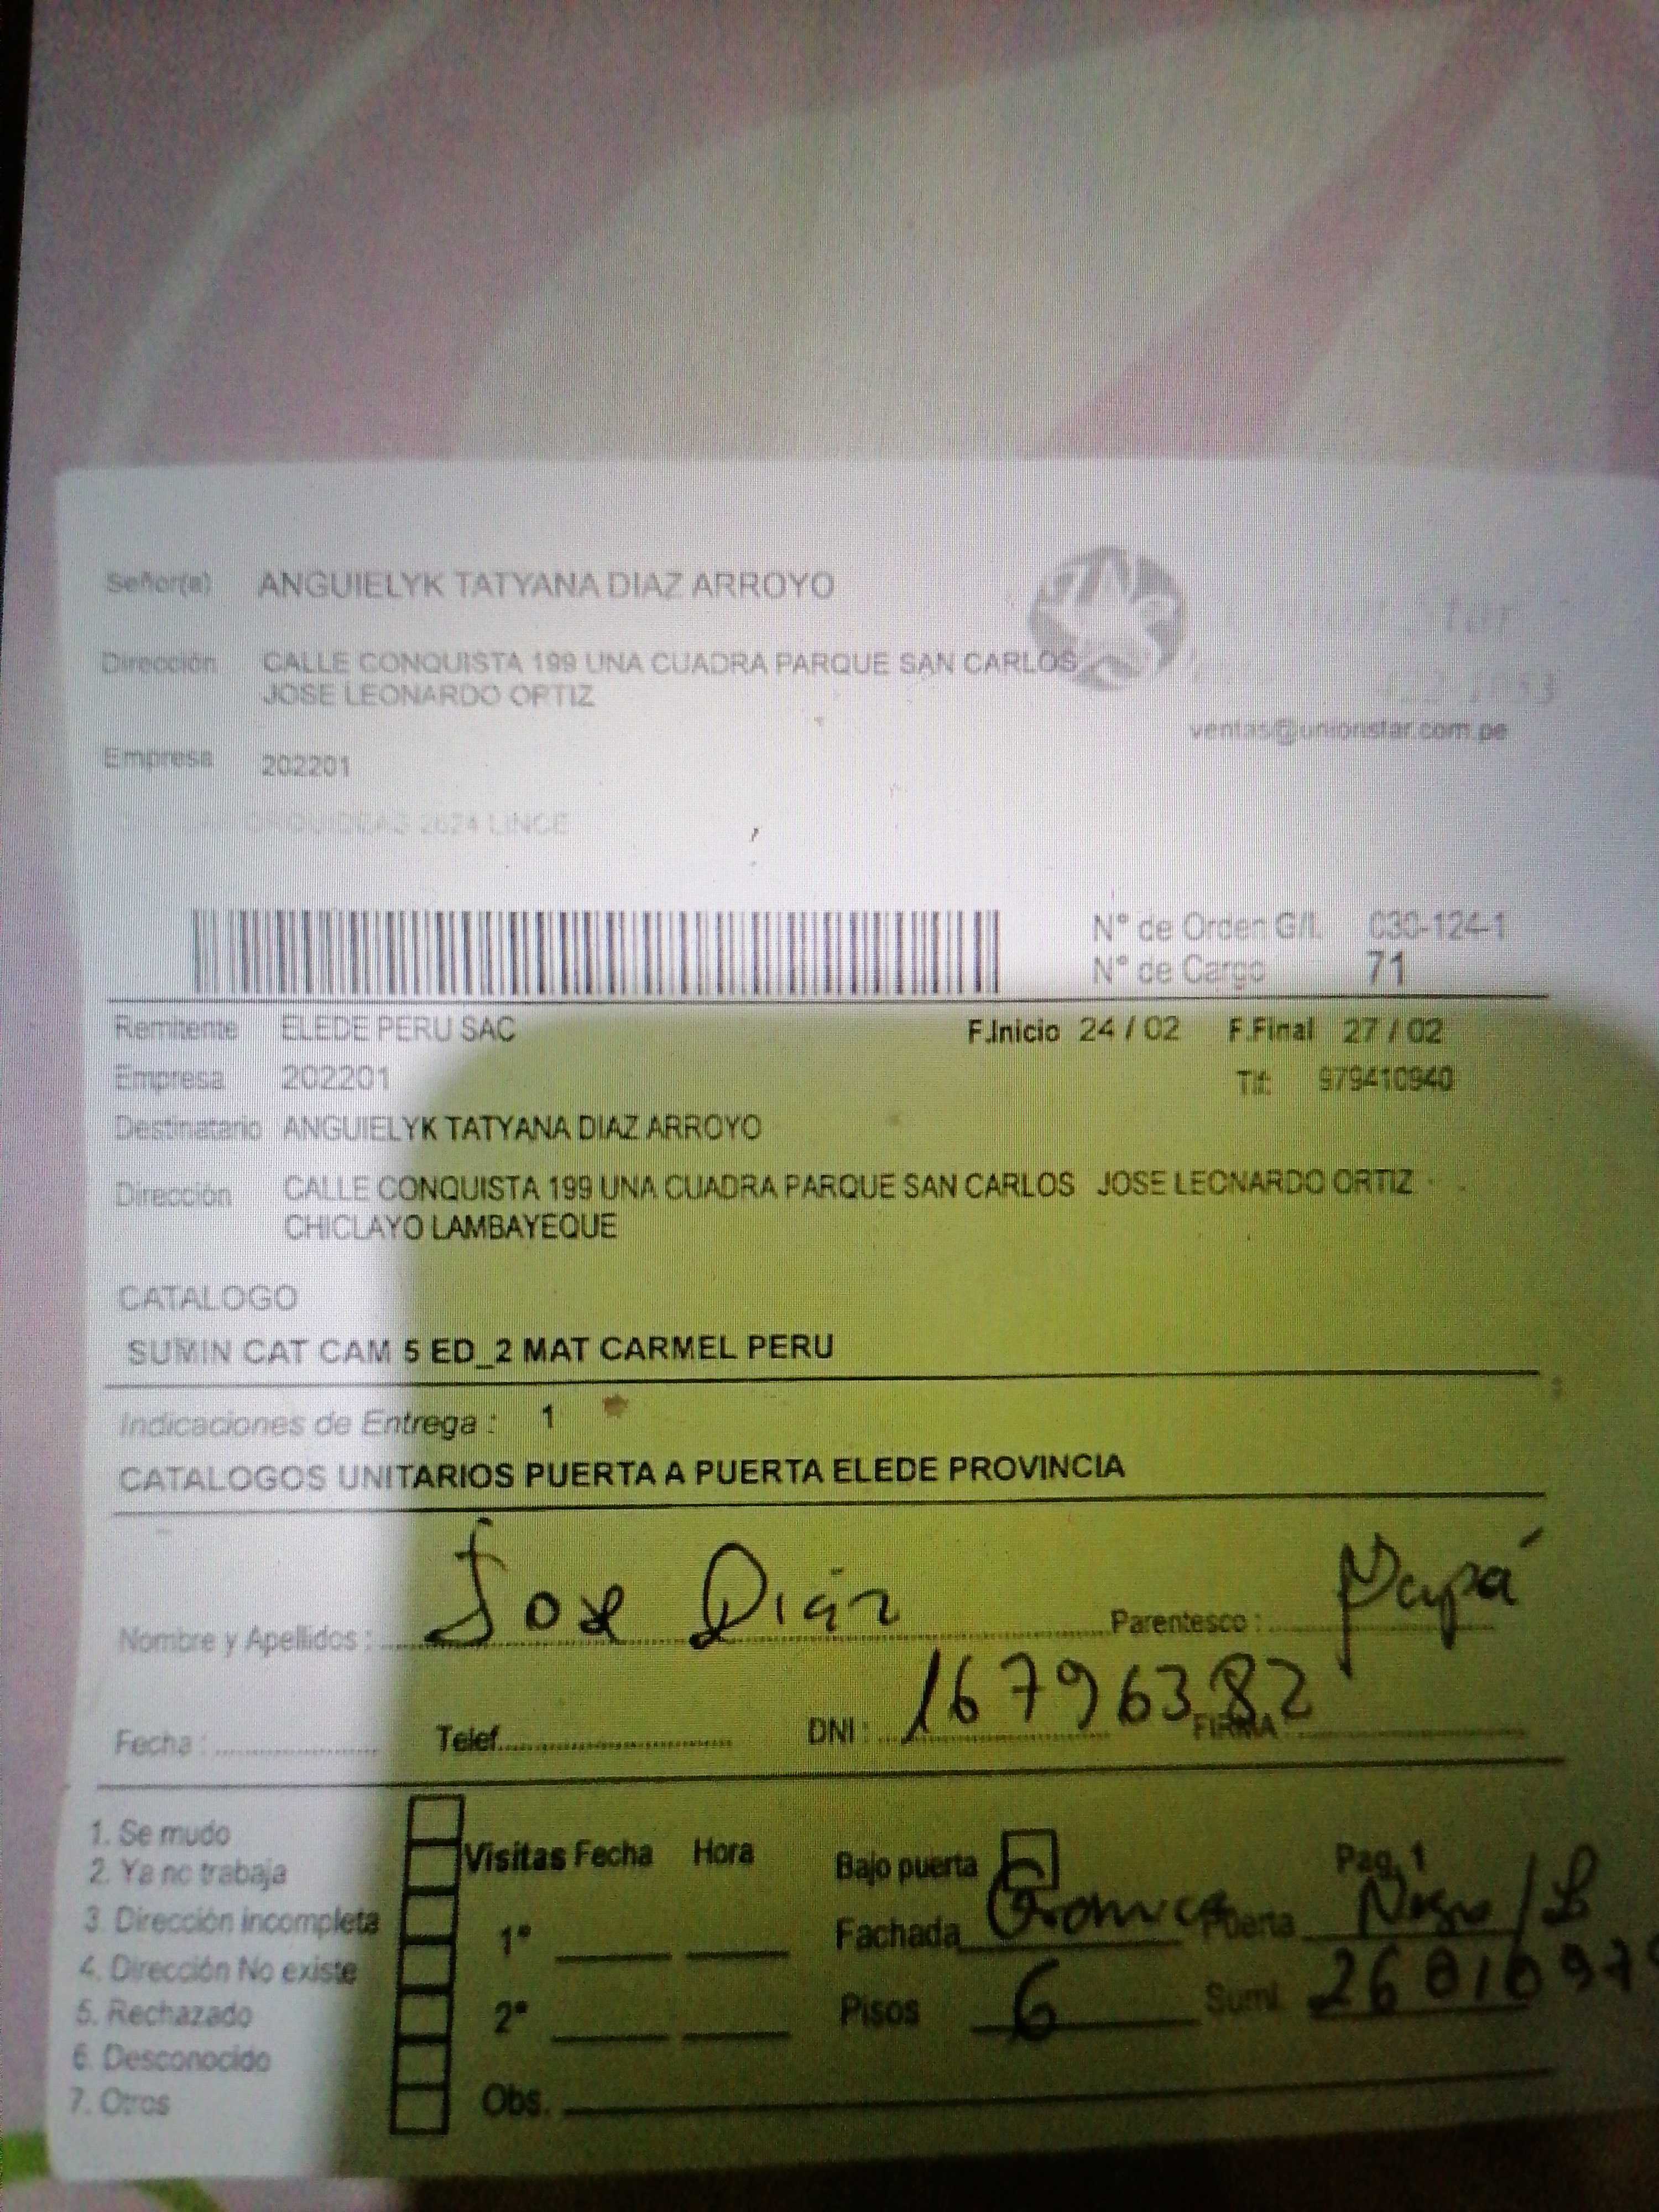 Señor(a) ANGUIELYK TATYANA DIAZ ARROYO
Dirección CALLE CONQUISTA 199 UNA CUADRA PARQUE SAN CARLOS
JOSE LEONARDO ORTIZ
ventas@unionstar.com.pe
Empresa 202201
2624 LINCE
N° de Orden G/L 030-124-1
N° de Cargo 71
Remitente ELEDE PERU SAC F.Inicio 24 / 02 F.Final 27 / 02
Empresa 202201 Tlf: 979410940
Destinatario ANGUIELYK TATYANA DIAZ ARROYO
Dirección CALLE CONQUISTA 199 UNA CUADRA PARQUE SAN CARLOS JOSE LEONARDO ORTIZ
CHICLAYO LAMBAYEQUE
CATALOGO
SUMIN CAT CAM 5 ED_2 MAT CARMEL PERU
Indicaciones de Entrega : 1
CATALOGOS UNITARIOS PUERTA A PUERTA ELEDE PROVINCIA
Nombre y Apellidos : Jose Diaz Parentesco : Papá
Fecha : Telef. DNI : 16796382 FIRMA
1. Se mudo
2. Ya no trabaja
3. Dirección incompleta
4. Dirección No existe
5. Rechazado
6. Desconocido
7. Otros
Visitas Fecha Hora
1°
2°
Obs.
Bajo puerta Pag. 1
Fachada Puerta
Pisos 6 Sumi